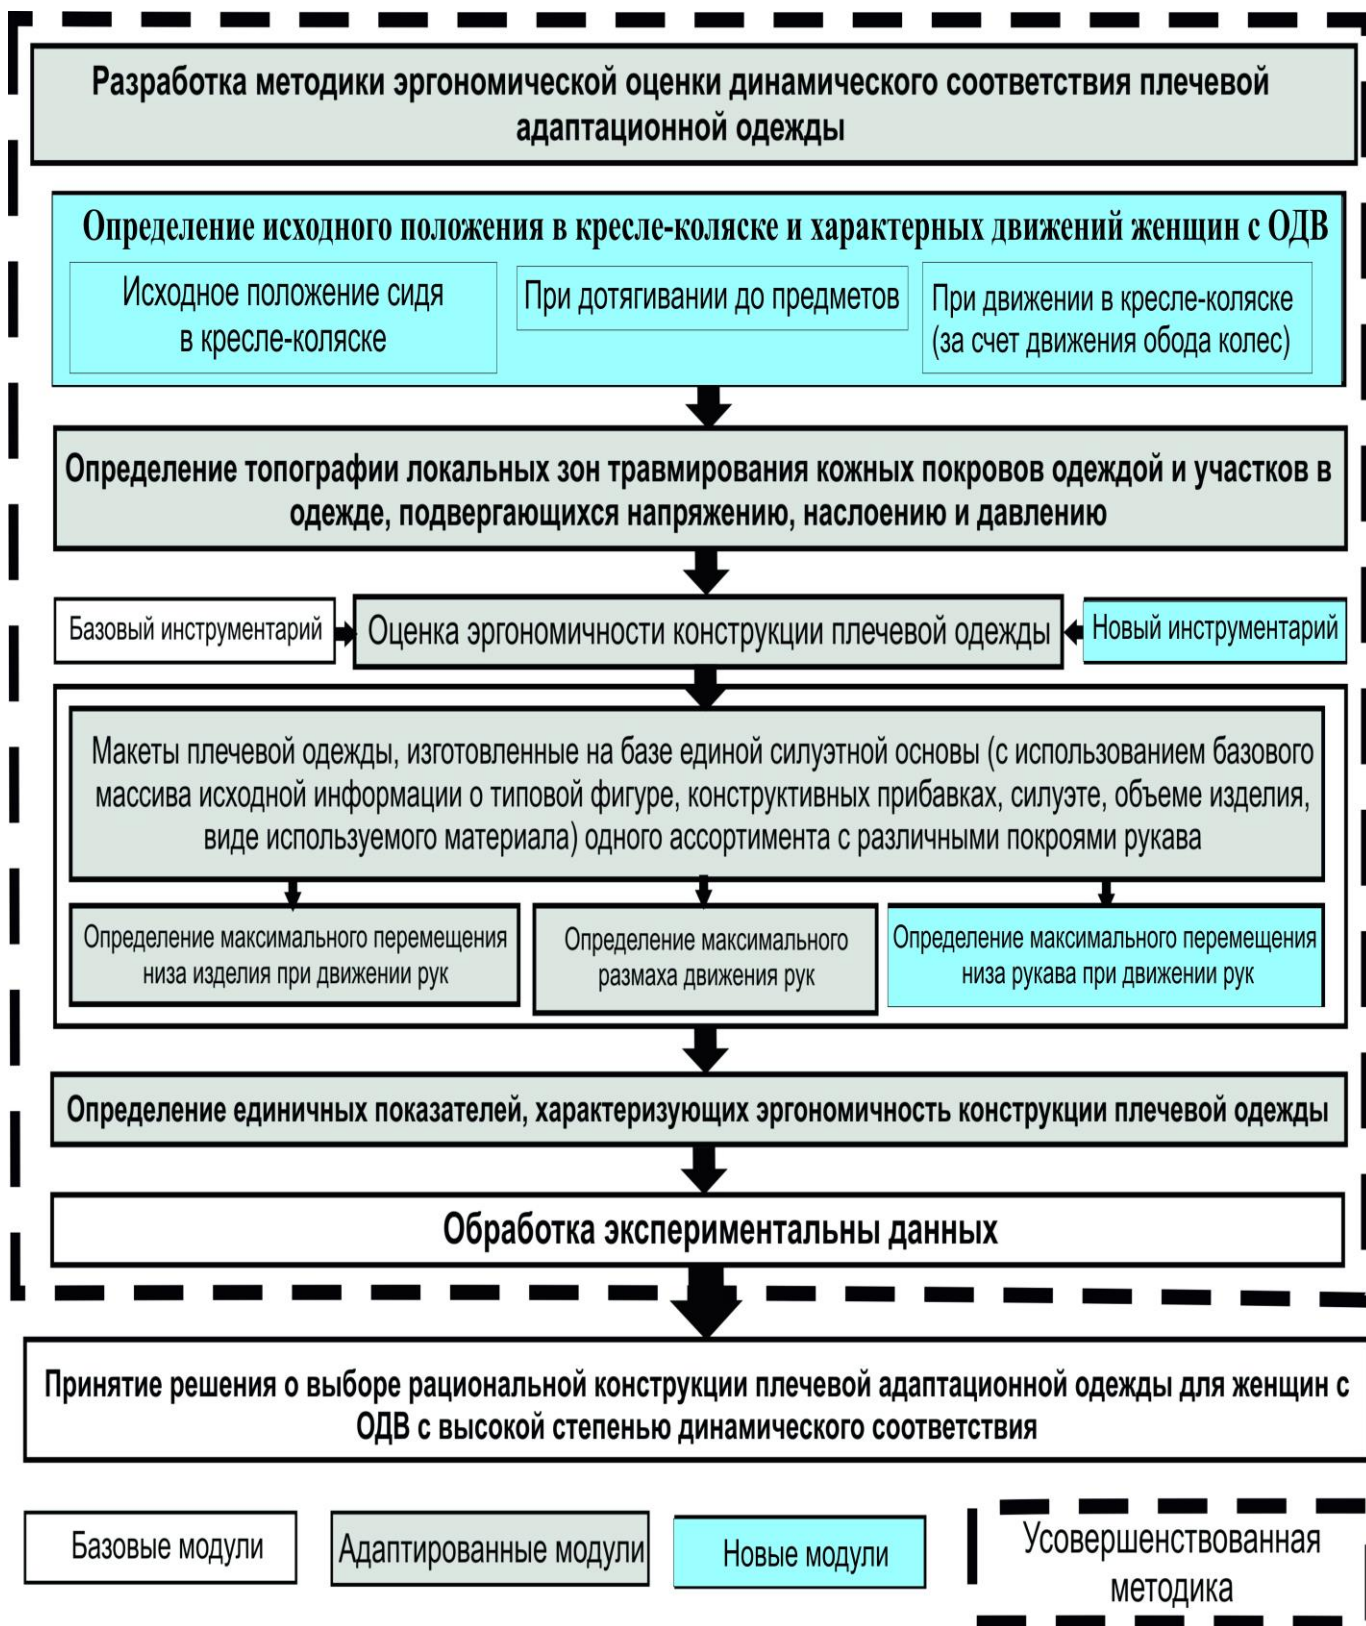 Разработка методики эргономической оценки динамического соответствия плечевой
адаптационной одежды
Определение исходного положения в кресле-коляске и характерных движений женщин с ОДВ
Исходное положение сидя
в кресле-коляске
При дотягивании до предметов
При движении в кресле-коляске
(за счет движения обода колес)
Определение топографии локальных зон травмирования кожных покровов одеждой и участков в
одежде, подвергающихся напряжению, наслоению и давлению
Базовый инструментарий
Оценка эргономичности конструкции плечевой одежды
Новый инструментарий
Макеты плечевой одежды, изготовленные на базе единой силуэтной основы (с использованием базового
массива исходной информации о типовой фигуре, конструктивных прибавках, силуэте, объеме изделия,
виде используемого материала) одного ассортимента с различными покроями рукава
Определение максимального перемещения
низа изделия при движении рук
Определение максимального
размаха движения рук
Определение максимального перемещения
низа рукава при движении рук
Определение единичных показателей, характеризующих эргономичность конструкции плечевой одежды
Обработка экспериментальны данных
Принятие решения о выборе рациональной конструкции плечевой адаптационной одежды для женщин с
ОДВ с высокой степенью динамического соответствия
Базовые модули
Адаптированные модули
Новые модули
Усовершенствованная
методика